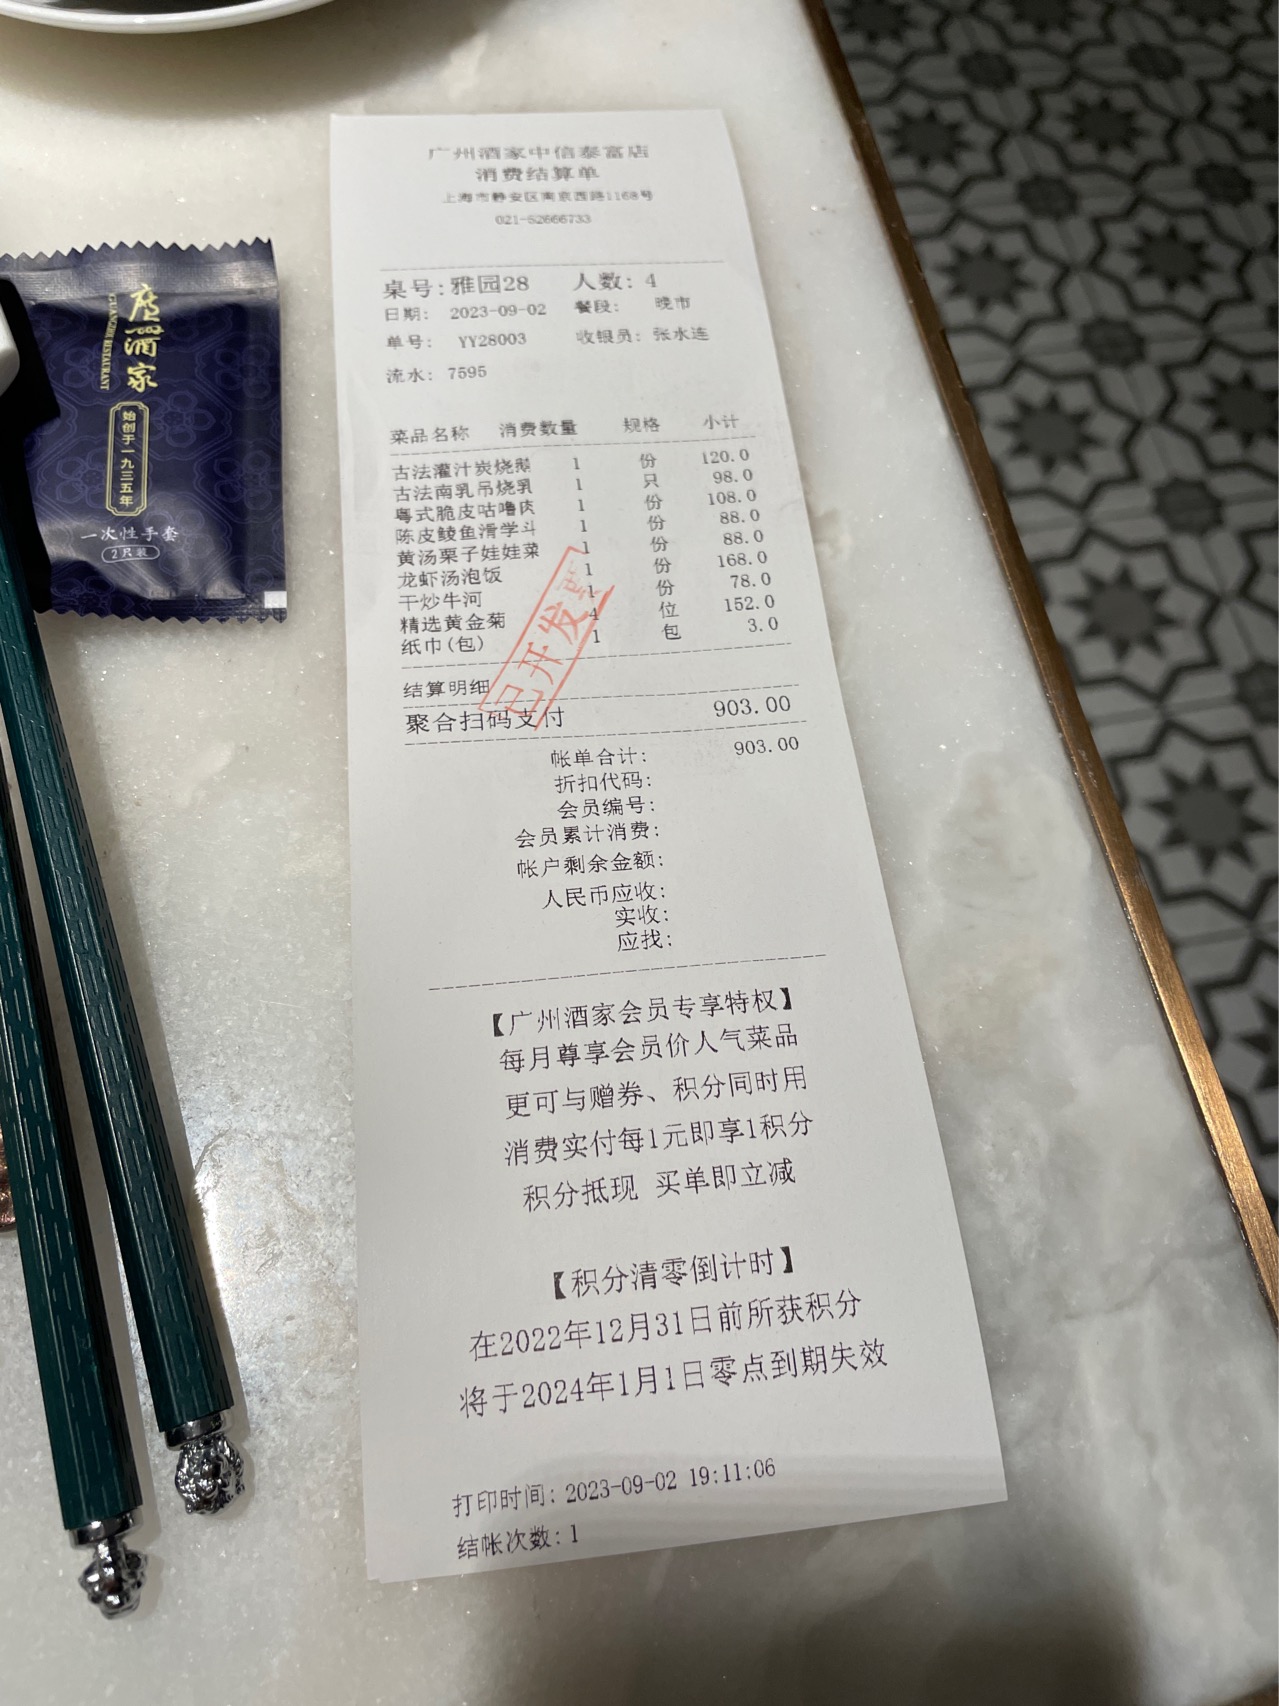 广州酒家中信泰富店
消费结算单
上海市静安区南京西路1168号
021-52666733
桌号:雅园28 人数: 4
日期: 2023-09-02 餐段: 晚市
单号: YY28003 收银员: 张水连
流水: 7595
菜品名称 消费数量 规格 小计
古法灌汁炭烧鹅 1 份 120.0
古法南乳吊烧乳 1 只 98.0
粤式脆皮咕噜肉 1 份 108.0
陈皮鲮鱼滑学斗 1 份 88.0
黄汤栗子娃娃菜 1 份 88.0
龙虾汤泡饭 1 份 168.0
干炒牛河 1 份 78.0
精选黄金菊 4 位 152.0
纸巾(包) 1 包 3.0
已开发票
结算明细
聚合扫码支付 903.00
帐单合计: 903.00
折扣代码:
会员编号:
会员累计消费:
帐户剩余金额:
人民币应收:
实收:
应找:
【广州酒家会员专享特权】
每月尊享会员价人气菜品
更可与赠券、积分同时用
消费实付每1元即享1积分
积分抵现 买单即立减
【积分清零倒计时】
在2022年12月31日前所获积分
将于2024年1月1日零点到期失效
打印时间: 2023-09-02 19:11:06
结帐次数: 1
广州酒家
GUANGZHOU RESTAURANT
始创于一九三五年
一次性手套
2只装